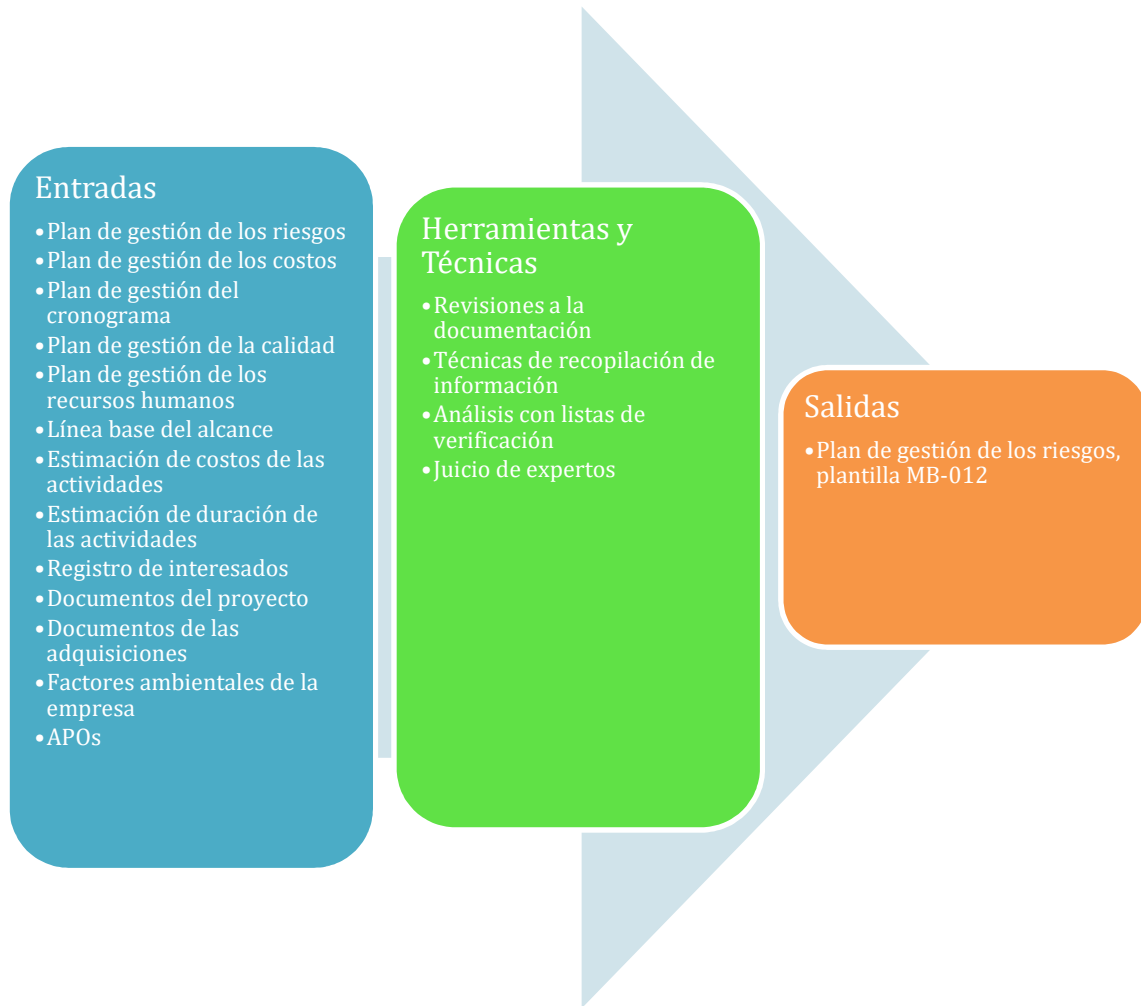 Entradas
•Plan de gestión de los riesgos
•Plan de gestión de los costos
•Plan de gestión del
cronograma
•Plan de gestión de la calidad
•Plan de gestión de los
recursos humanos
•Línea base del alcance
•Estimación de costos de las
actividades
•Estimación de duración de
las actividades
•Registro de interesados
•Documentos del proyecto
•Documentos de las
adquisiciones
•Factores ambientales de la
empresa
•APOs
Herramientas y
Técnicas
•Revisiones a la
documentación
•Técnicas de recopilación de
información
•Análisis con listas de
verificación
•Juicio de expertos
Salidas
•Plan de gestión de los riesgos,
plantilla MB-012